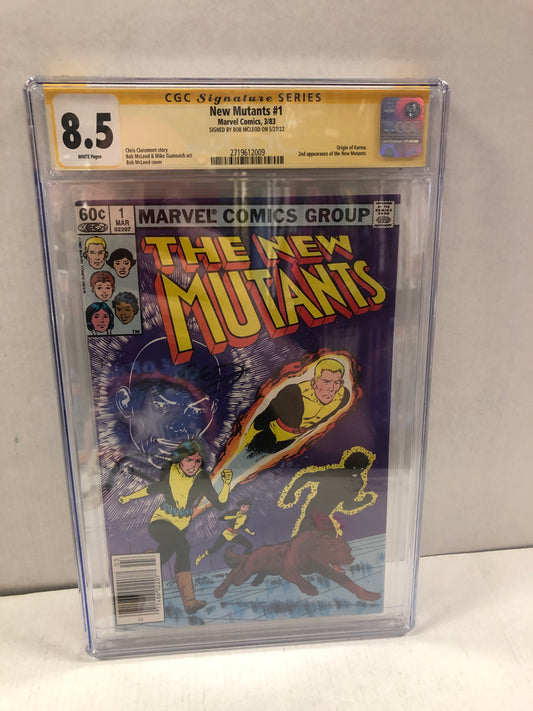 CGC Signature SERIES
8.5
WHITE Pages
New Mutants #1
Marvel Comics, 3/83
SIGNED BY BOB MCLEOD ON 5/27/22
Chris Claremont story
Bob McLeod & Mike Gustovich art
Bob McLeod cover
2719612009
Origin of Karma.
2nd appearance of the New Mutants.
CGC
60¢
1
MAR
02207
MARVEL COMICS GROUP
THE NEW
MUTANTS
TM